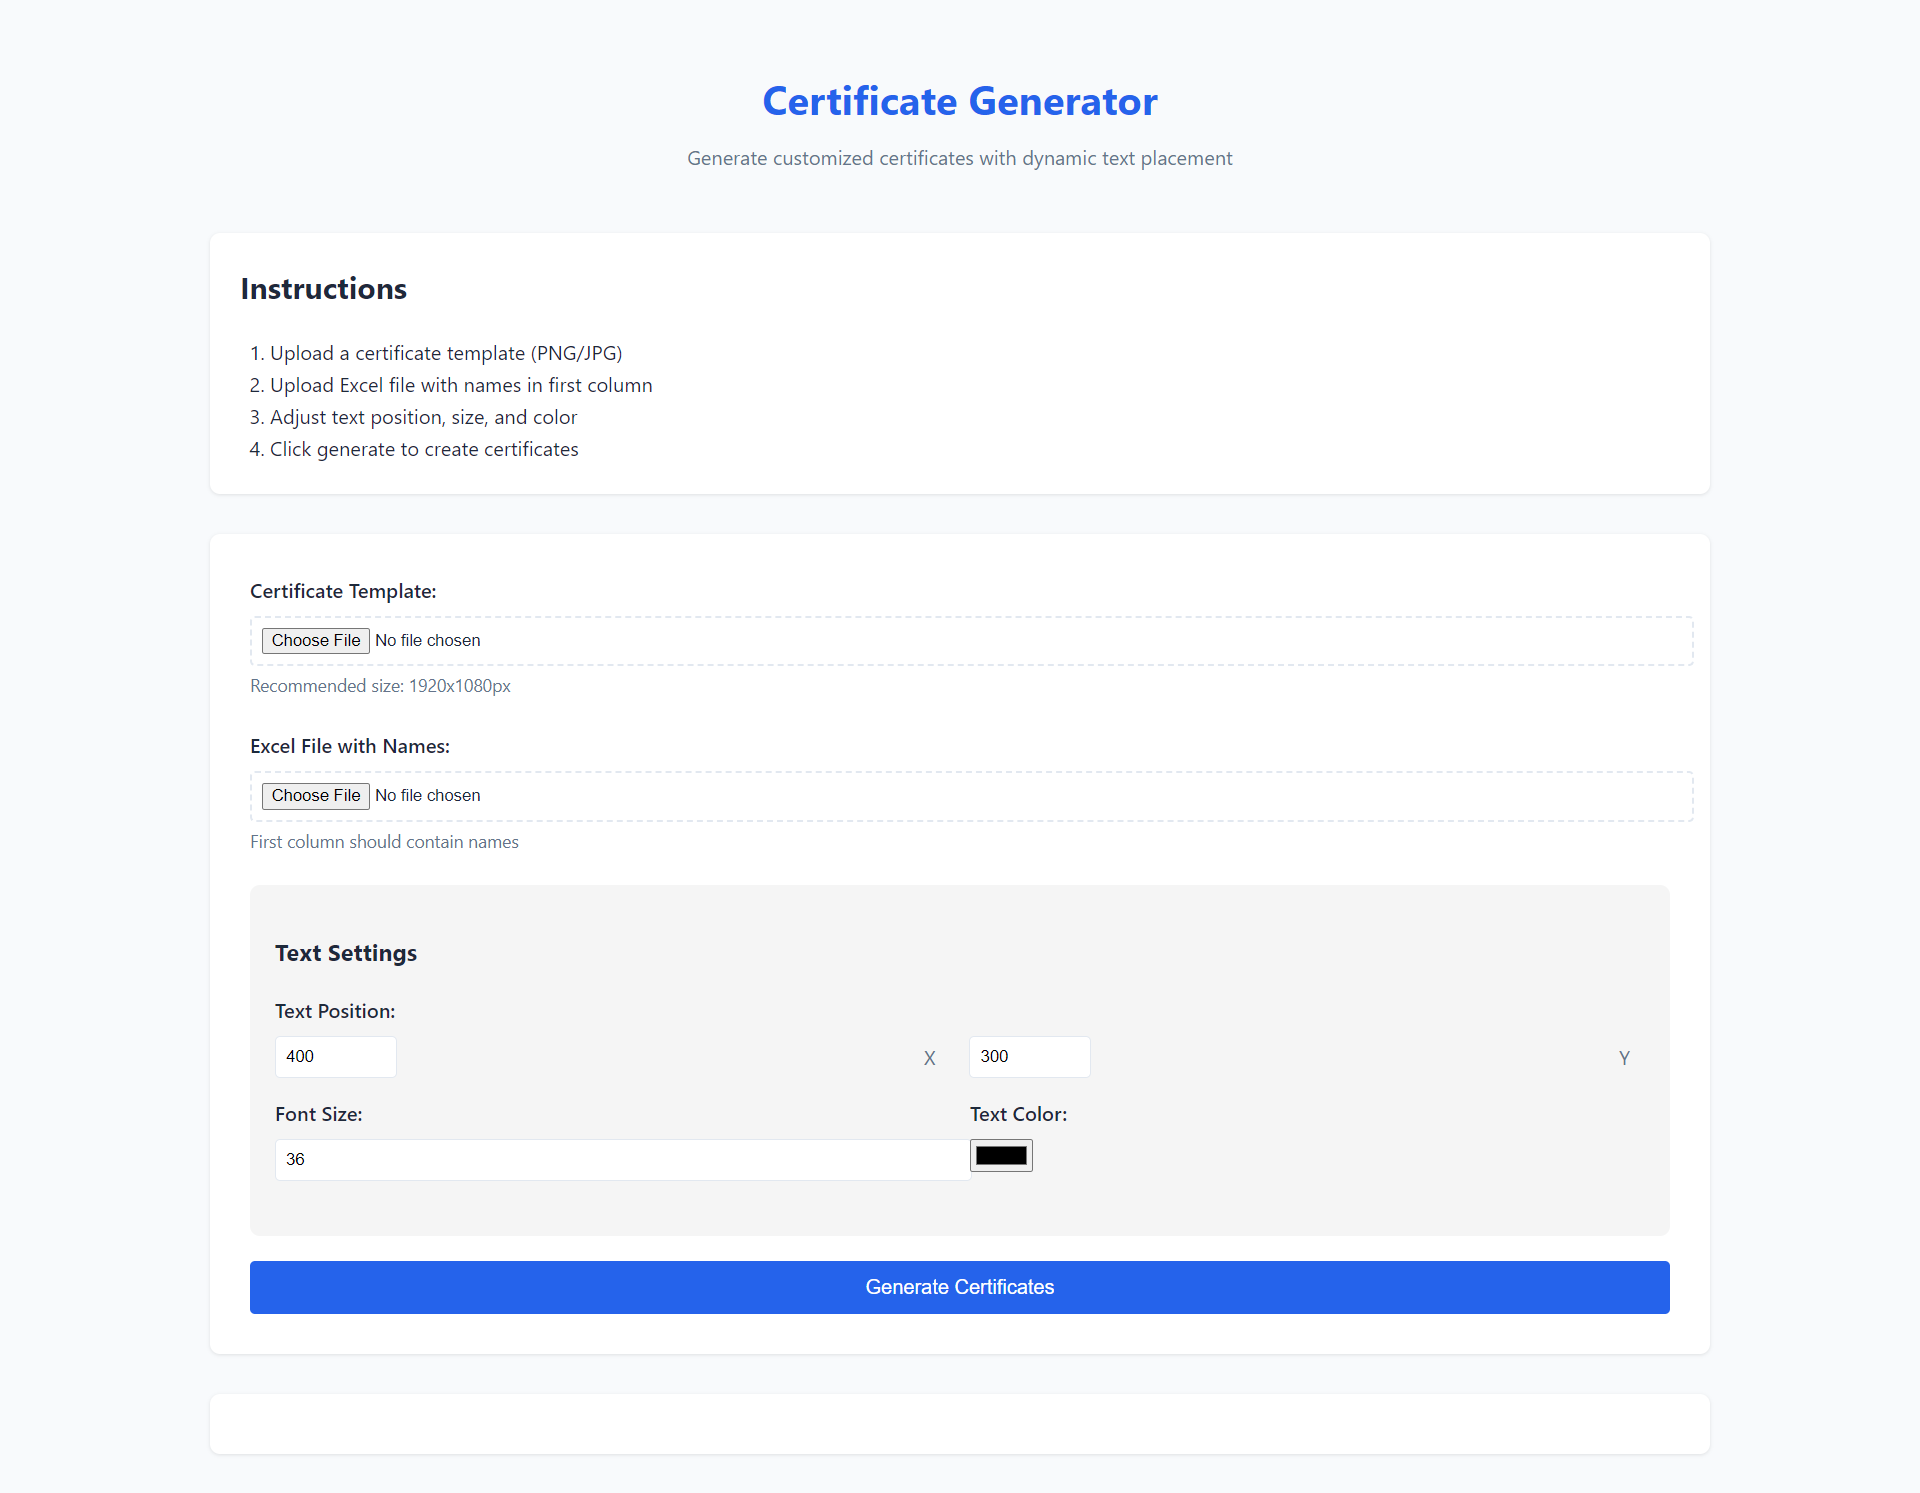 Certificate Generator
Generate customized certificates with dynamic text placement
Instructions
1. Upload a certificate template (PNG/JPG)
2. Upload Excel file with names in first column
3. Adjust text position, size, and color
4. Click generate to create certificates
Certificate Template:
Choose File No file chosen
Recommended size: 1920x1080px
Excel File with Names:
Choose File No file chosen
First column should contain names
Text Settings
Text Position:
400 X 300 Y
Font Size: Text Color:
36
Generate Certificates